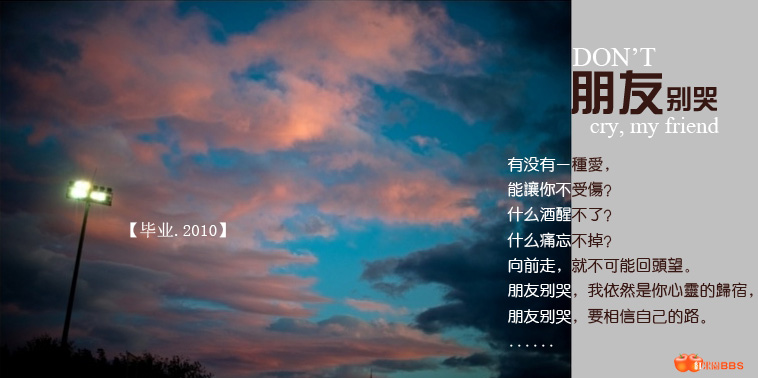 DON'T
朋友别哭
cry, my friend
有没有一種愛，
能讓你不受傷？
什么酒醒不了？
【毕业.2010】
什么痛忘不掉？
向前走，就不可能回頭望。
朋友别哭，我依然是你心靈的歸宿，
朋友别哭，要相信自己的路。
······
BBS